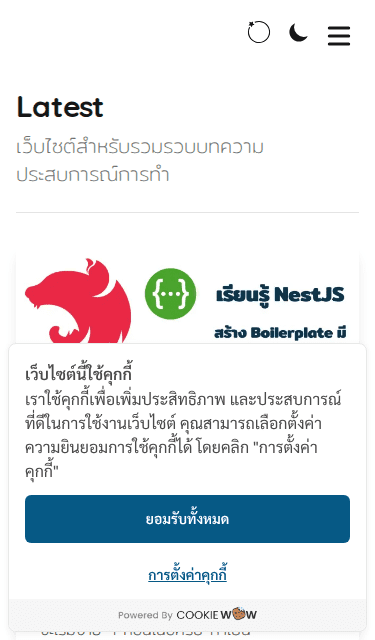 Latest
เว็บไซต์สำหรับรวมรวบบทความ
ประสบการณ์การทำ
{···}
เรียนรู้ NestJS
สร้าง Boilerplate มี
เว็บไซต์นี้ใช้คุกกี้
เราใช้คุกกี้เพื่อเพิ่มประสิทธิภาพ และประสบการณ์
ที่ดีในการใช้งานเว็บไซต์ คุณสามารถเลือกตั้งค่า
ความยินยอมการใช้คุกกี้ได้ โดยคลิก "การตั้งค่า
คุกกี้"
ยอมรับทั้งหมด
การตั้งค่าคุกกี้
Powered By COOKIE WOW